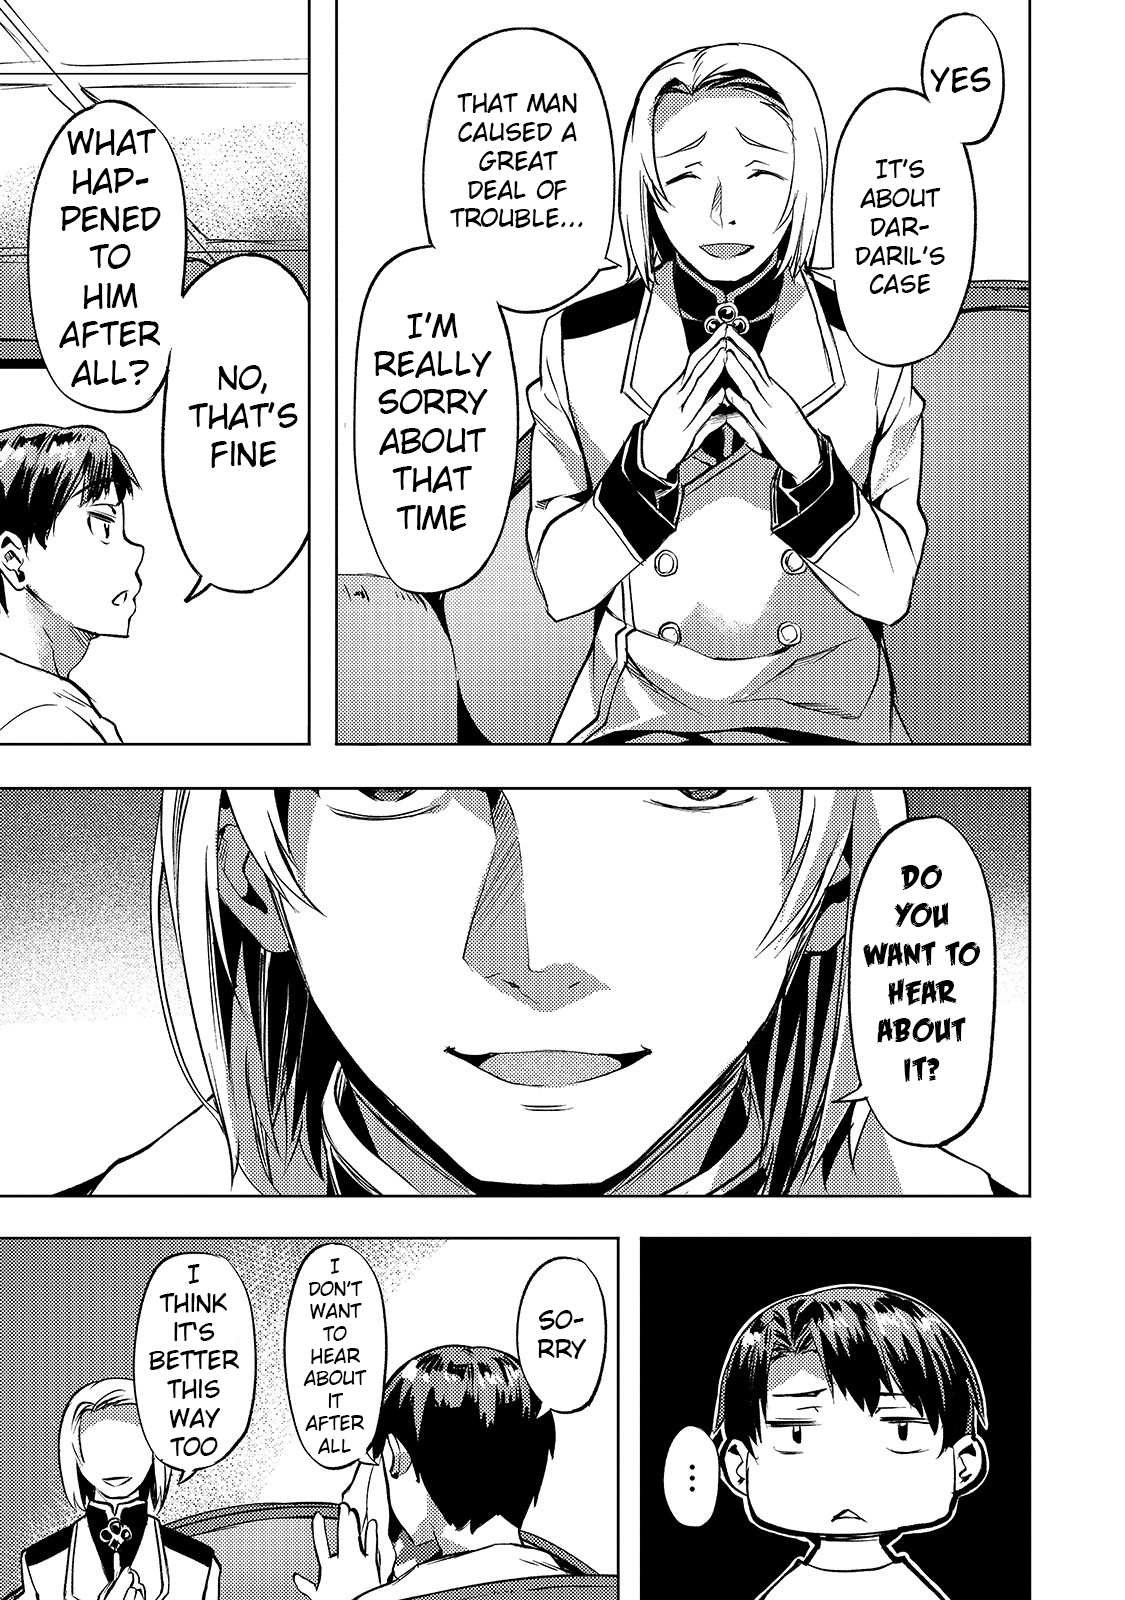 YES
IT'S
ABOUT
DAR-
DARIL'S
CASE
THAT MAN
CAUSED A
GREAT
DEAL OF
TROUBLE...
I'M
REALLY
SORRY
ABOUT
THAT
TIME
NO,
THAT'S
FINE
WHAT
HAP-
PENED
TO
HIM
AFTER
ALL?
DO
YOU
WANT TO
HEAR
ABOUT
IT?
...
SO-
RRY
I
DON'T
WANT
TO
HEAR
ABOUT
IT
AFTER
ALL
I
THINK
IT'S
BETTER
THIS
WAY
TOO